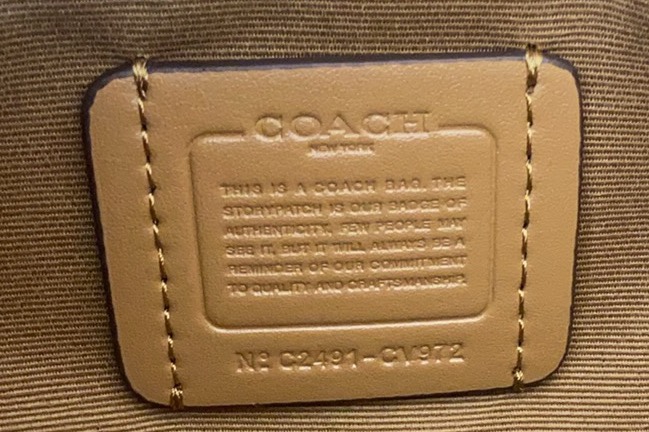 COACH
NEW YORK
THIS IS A COACH BAG. THE
STORYPATCH IS OUR BADGE OF
AUTHENTICITY. FEW PEOPLE MAY
SEE IT, BUT IT WILL ALWAYS BE A
REMINDER OF OUR COMMITMENT
TO QUALITY AND CRAFTSMANSHIP.
Nº C2491-CV972